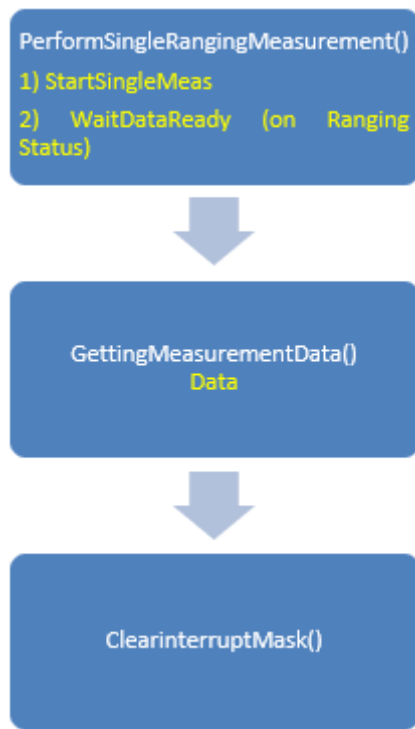 PerformSingleRangingMeasurement()
1) StartSingleMeas
2) WaitDataReady (on Ranging
Status)
GettingMeasurementData()
Data
ClearinterruptMask()